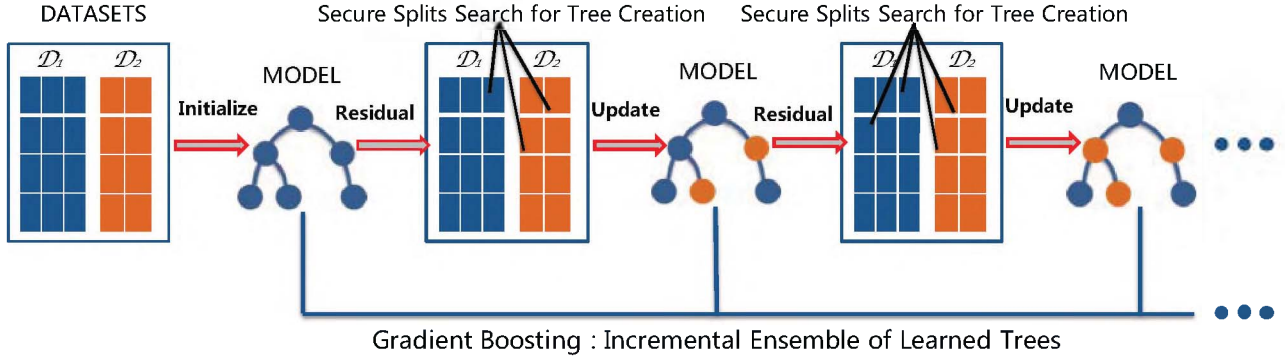 DATASETS
Secure Splits Search for Tree Creation
Secure Splits Search for Tree Creation
D₁ D₂
MODEL
Initialize
Residual
D₁ D₂
MODEL
Update
Residual
D₂
MODEL
Update
Gradient Boosting : Incremental Ensemble of Learned Trees